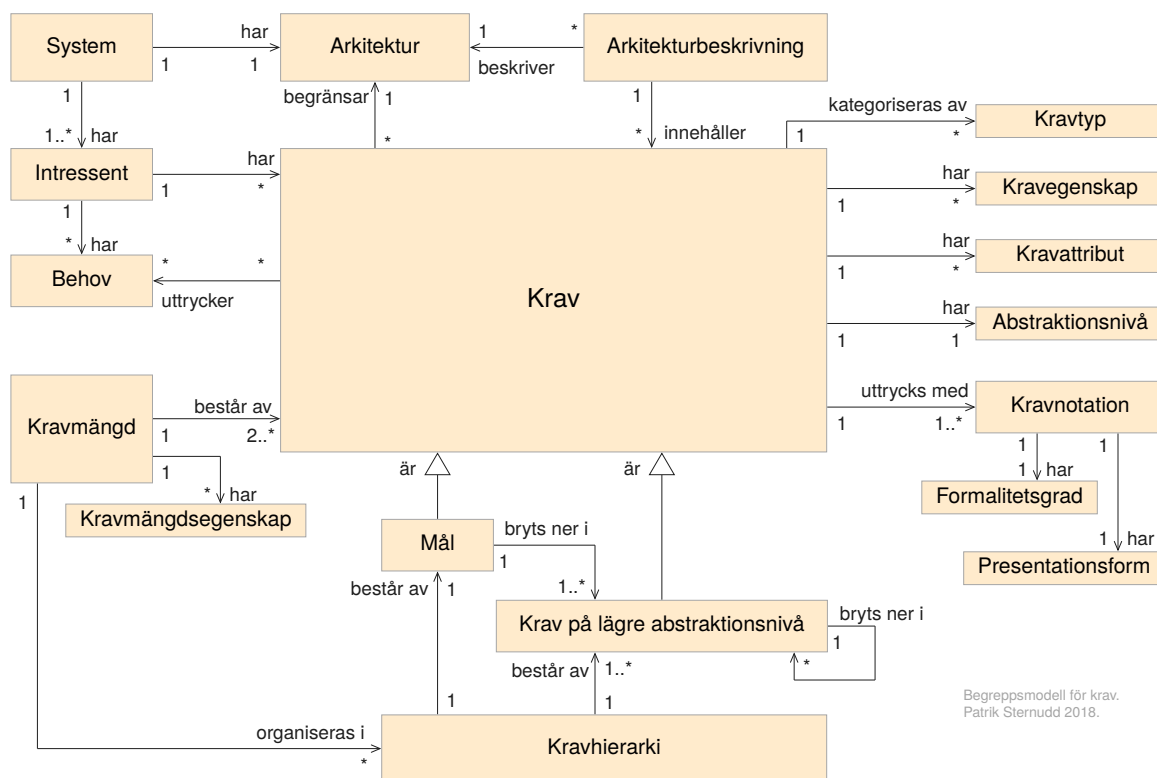 System
har
1
1
Arkitektur
1
*
beskriver
Arkitekturbeskrivning
1
1..*
har
begränsar
1
*
1
*
innehåller
kategoriseras av
1
*
Kravtyp
Intressent
har
1
*
har
1
*
Kravegenskap
1
*
har
Behov
*
*
uttrycker
Krav
har
1
*
Kravattribut
har
1
1
Abstraktionsnivå
Kravmängd
består av
1
2..*
uttrycks med
1
1..*
Kravnotation
1
*
har
Kravmängdsegenskap
1
1
har
Formalitetsgrad
1
1
har
Presentationsform
är
är
Mål
bryts ner i
1
1..*
består av
1
1
Krav på lägre abstraktionsnivå
bryts ner i
1
*
består av
1..*
1
1
organiseras i
*
Kravhierarki
Begreppsmodell för krav.
Patrik Sternudd 2018.